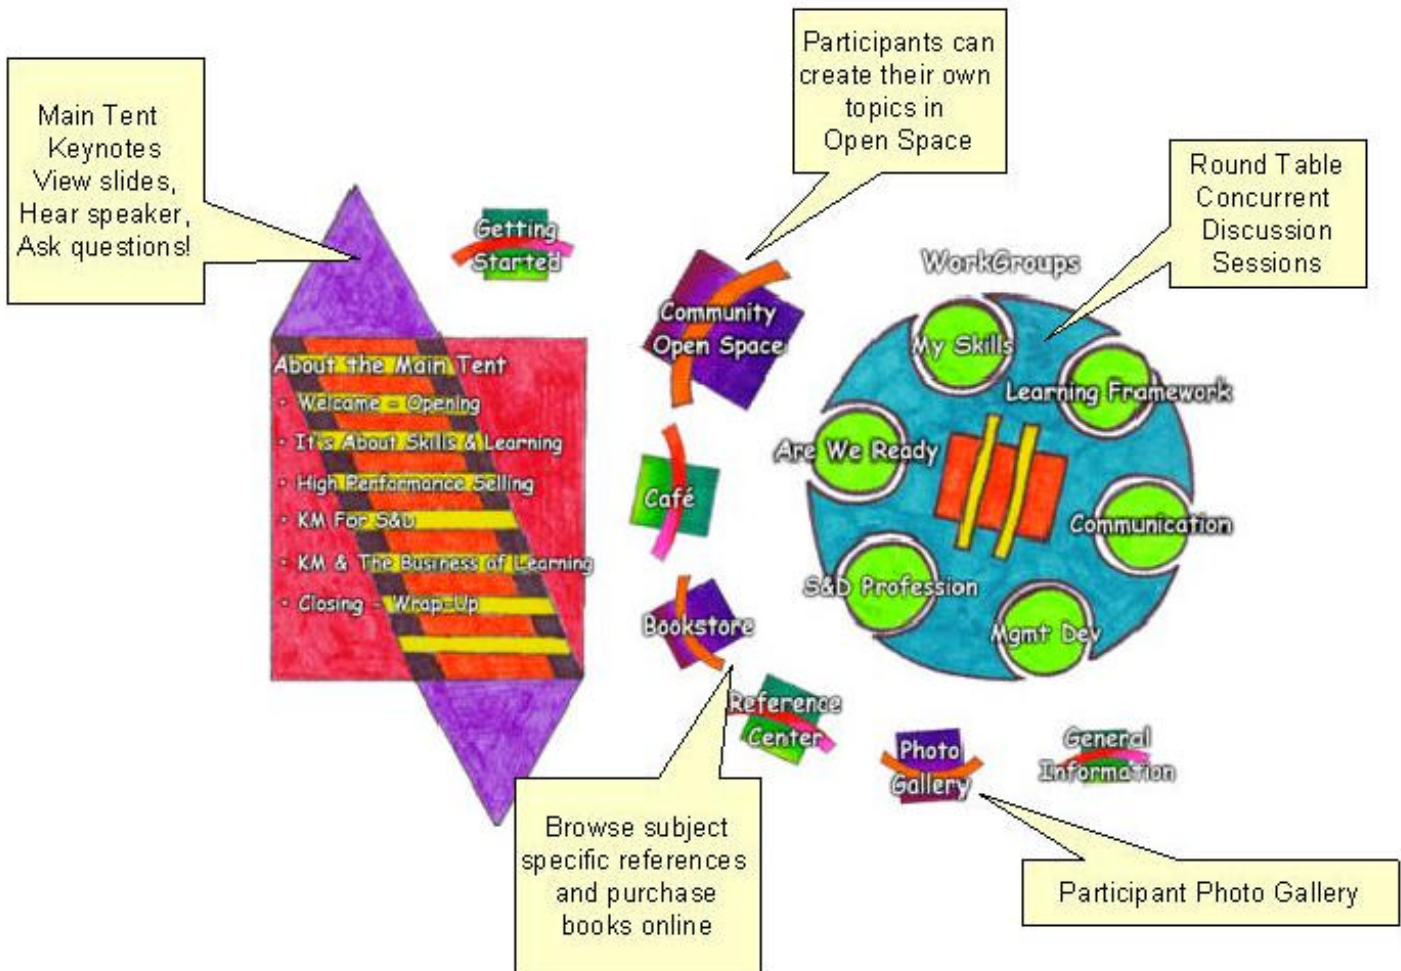 Main Tent
Keynotes
View slides,
Hear speaker,
Ask questions!
Participants can
create their own
topics in
Open Space
Round Table
Concurrent
Discussion
Sessions
Getting
Started
Community
Open Space
WorkGroups
My Skills
Learning Framework
Are We Ready
Communication
S&D Profession
Mgmt Dev
About the Main Tent
• Welcome - Opening
• It's About Skills & Learning
• High Performance Selling
• KM For S&D
• KM & The Business of Learning
• Closing - Wrap-Up
Café
Bookstore
Reference
Center
Photo
Gallery
General
Information
Browse subject
specific references
and purchase
books online
Participant Photo Gallery